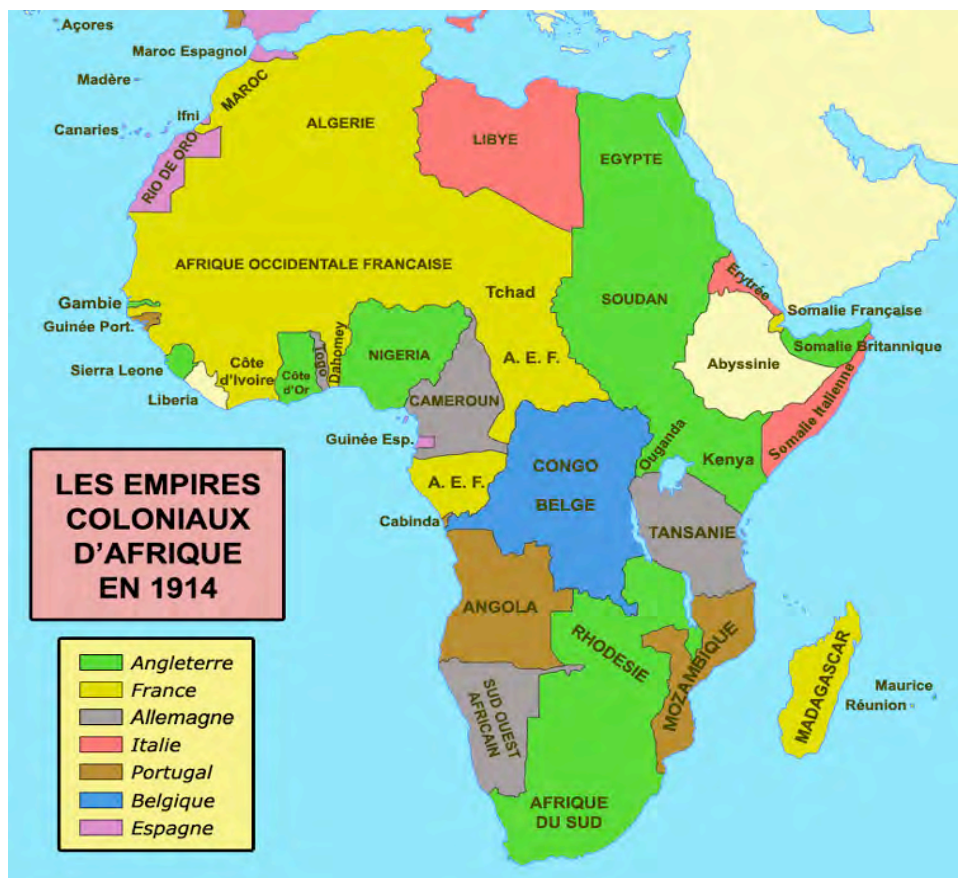 Açores
Maroc Espagnol
Madère
MAROC
Ifni
Canaries
ALGERIE
LIBYE
EGYPTE
RIO DE ORO
AFRIQUE OCCIDENTALE FRANCAISE
Tchad
SOUDAN
Erytrée
Gambie
Somalie Française
Guinée Port.
Somalie Britannique
Sierra Leone
Côte
d'Ivoire
Côte
d'Or
TOGO
Dahomey
NIGERIA
A. E. F.
Abyssinie
Liberia
CAMEROUN
Guinée Esp.
Ouganda
Kenya
Somalie Italienne
CONGO
BELGE
A. E. F.
Cabinda
TANSANIE
LES EMPIRES
COLONIAUX
D'AFRIQUE
EN 1914
ANGOLA
RHODESIE
MOZAMBIQUE
MADAGASCAR
Maurice
Réunion
SUD OUEST
AFRICAIN
AFRIQUE
DU SUD
Angleterre
France
Allemagne
Italie
Portugal
Belgique
Espagne